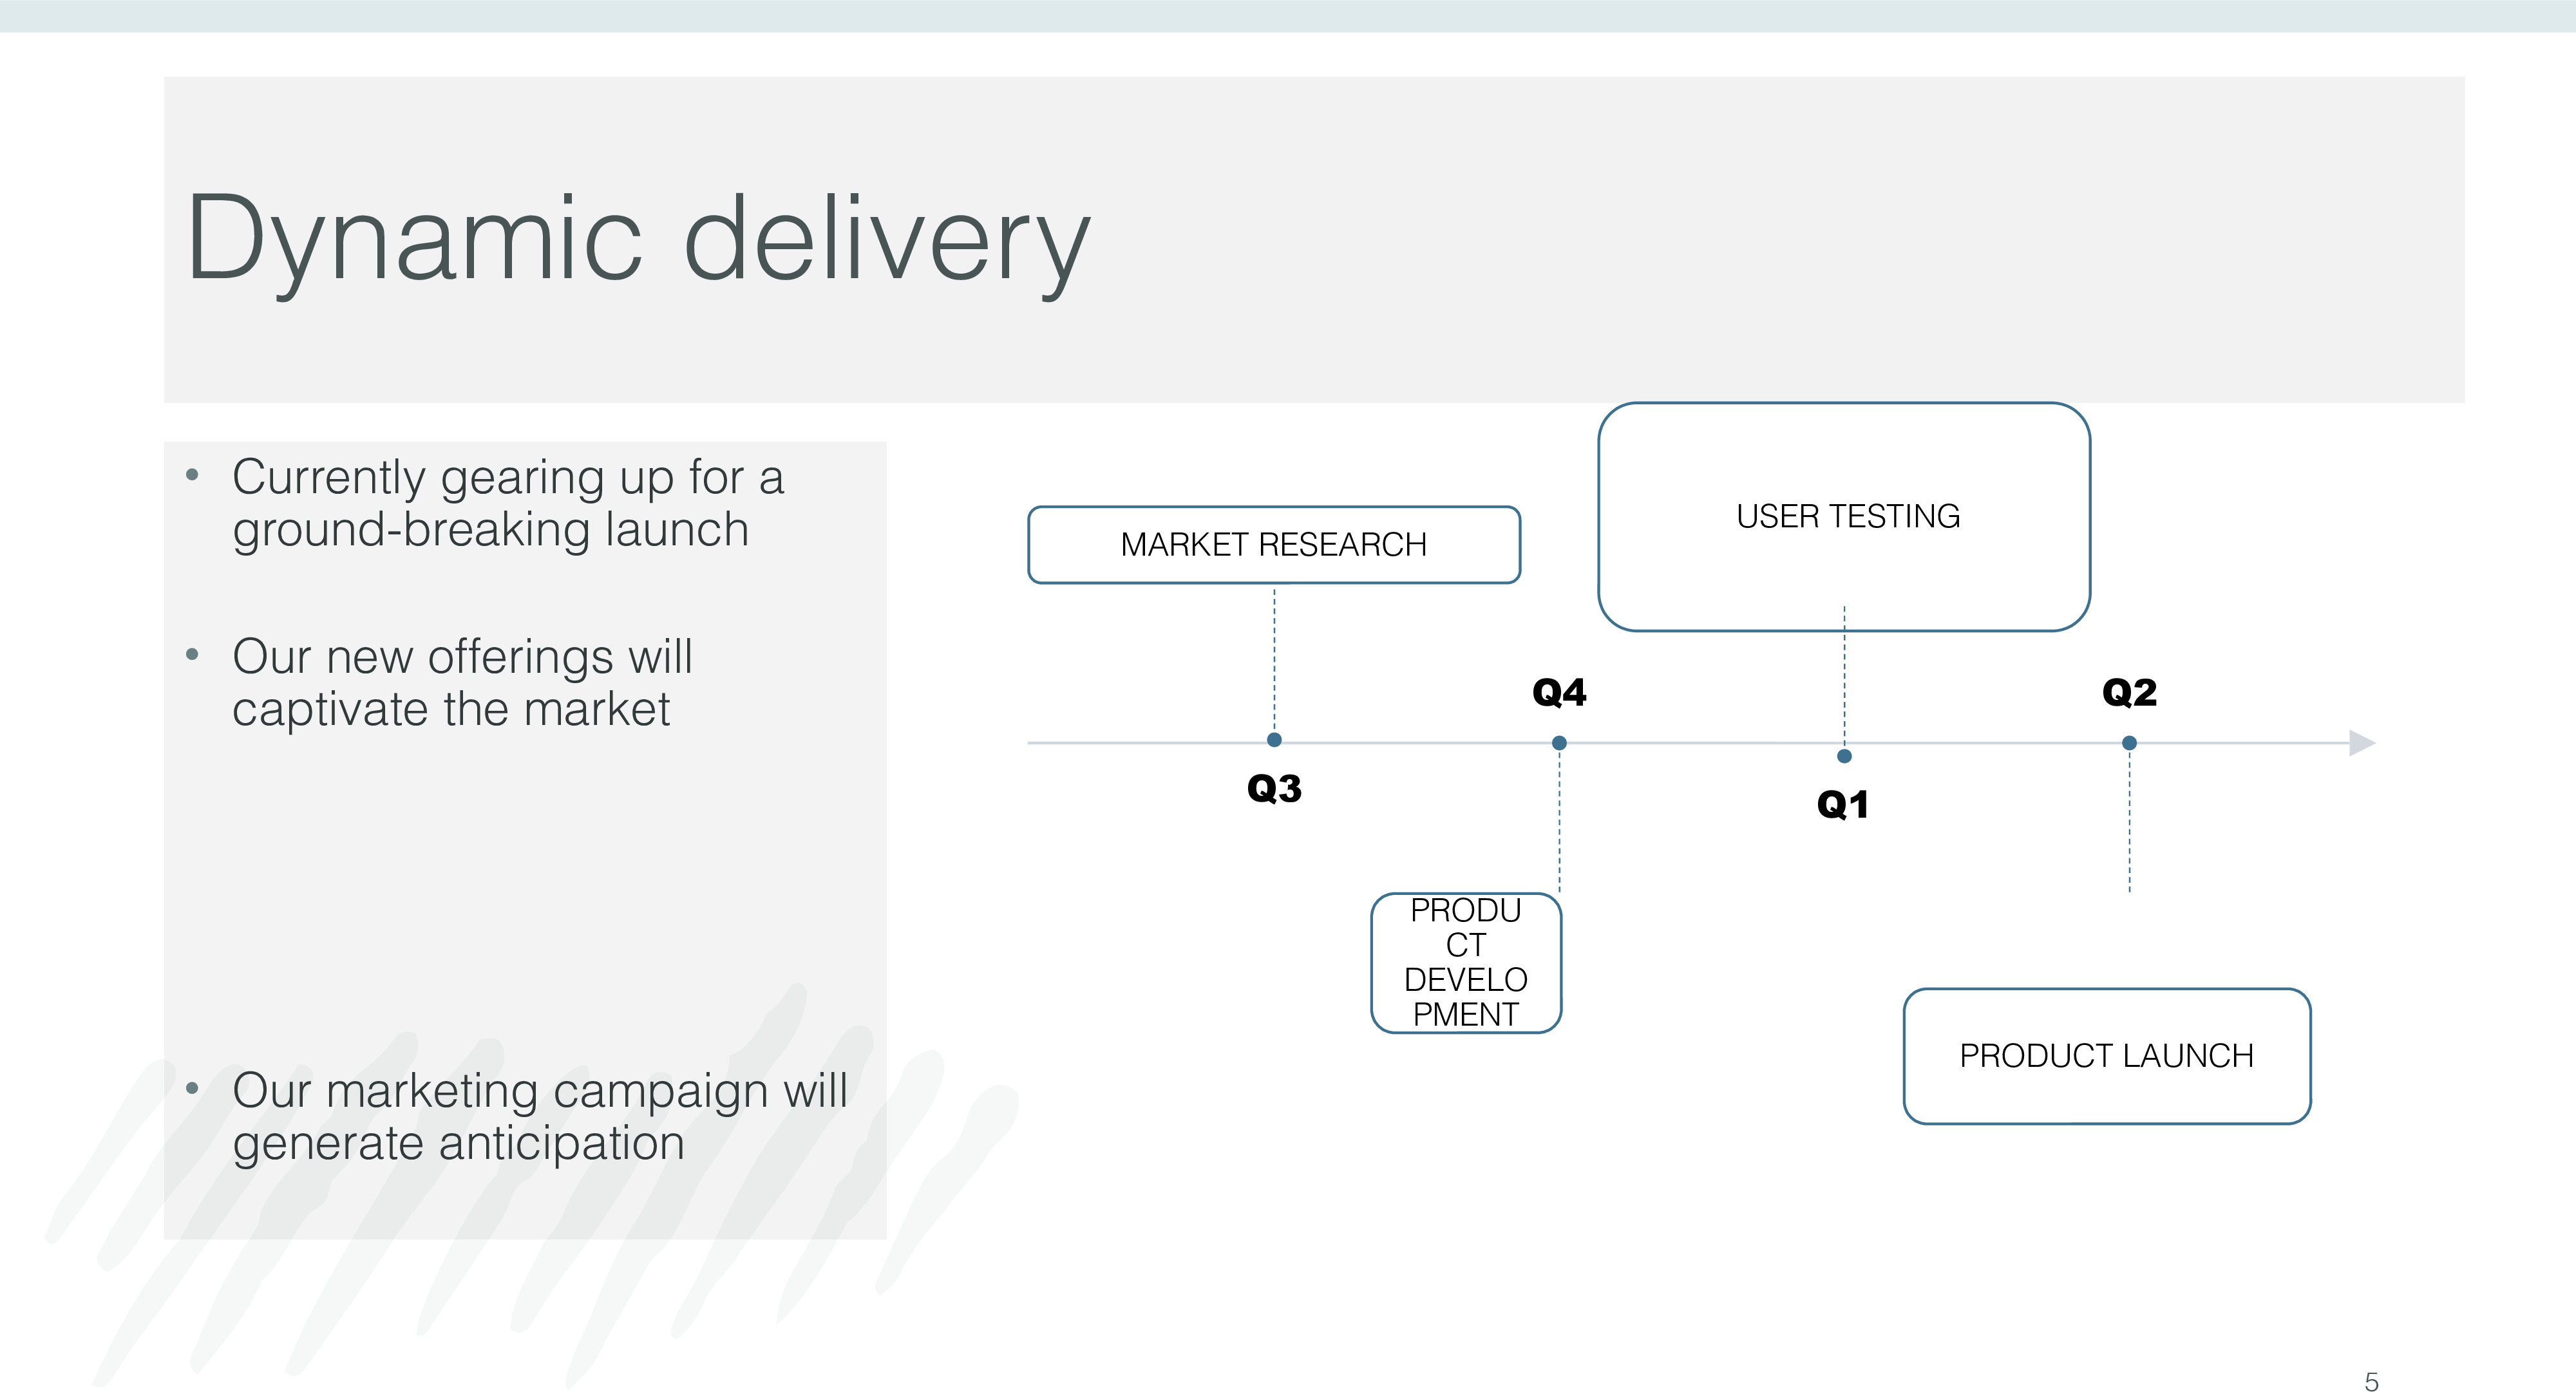 Dynamic delivery
• Currently gearing up for a
ground-breaking launch
• Our new offerings will
captivate the market
• Our marketing campaign will
generate anticipation
MARKET RESEARCH
USER TESTING
Q4
Q2
Q3
Q1
PRODU
CT
DEVELO
PMENT
PRODUCT LAUNCH
5